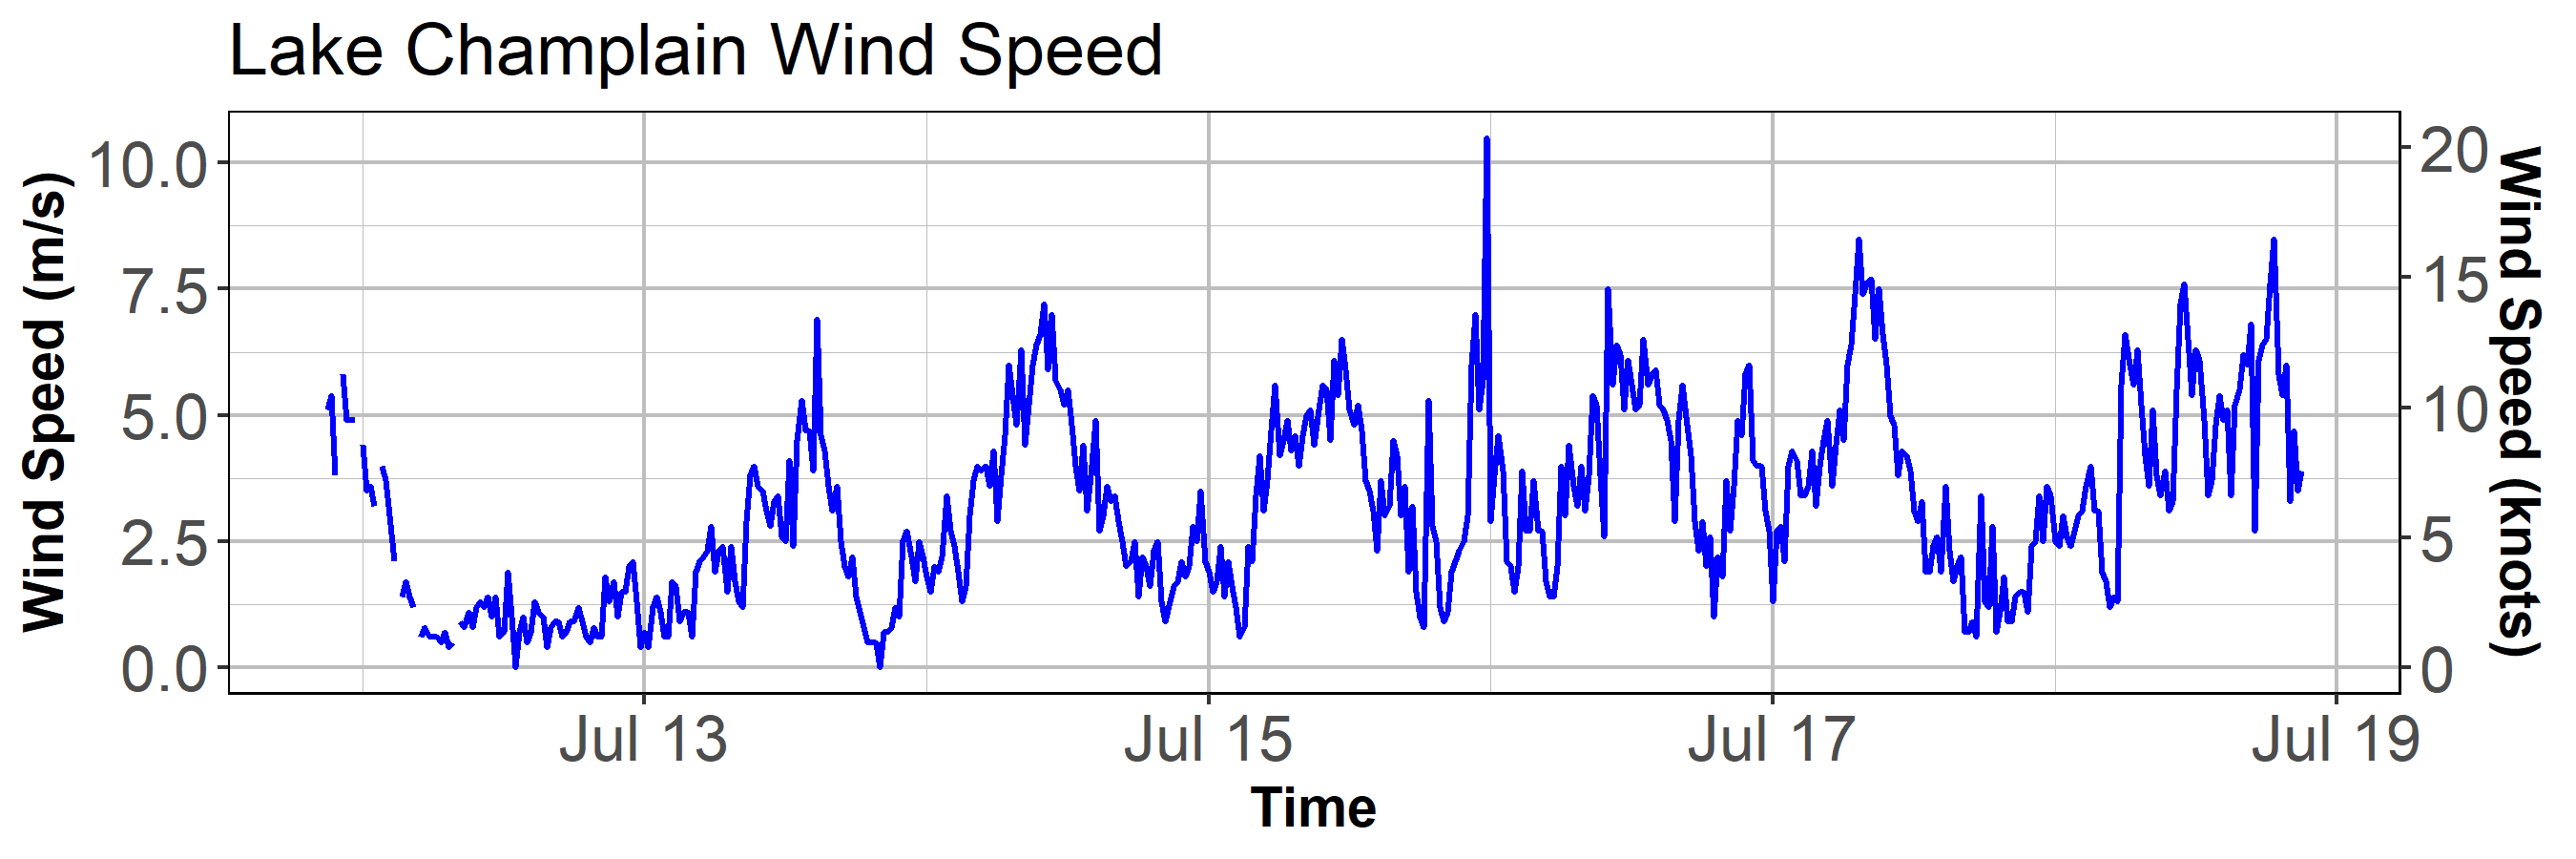 Lake Champlain Wind Speed
Wind Speed (m/s)
10.0
7.5
5.0
2.5
0.0
20
15
10
5
0
Wind Speed (knots)
Jul 13
Jul 15
Jul 17
Jul 19
Time